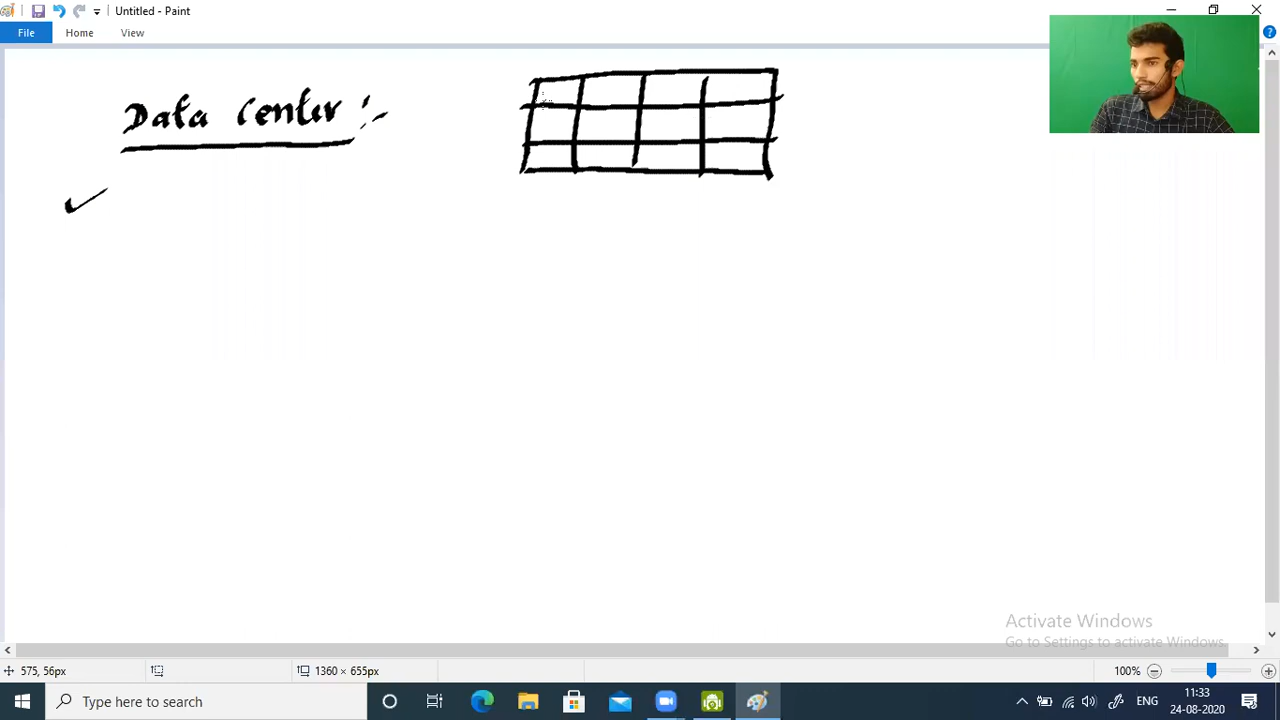 Untitled - Paint
File Home View
Data Center :-
Activate Windows
Go to Settings to activate Windows.
575, 56px
1360 × 655px
100%
Type here to search
ENG
11:33
24-08-2020